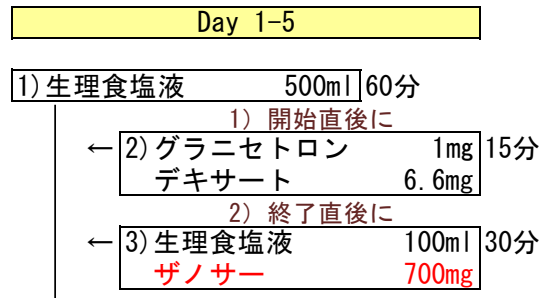 Day 1-5
1)生理食塩液 500ml 60分
1) 開始直後に
← 2)グラニセトロン 1mg 15分
デキサート 6.6mg
2) 終了直後に
← 3)生理食塩液 100ml 30分
ザノサー 700mg